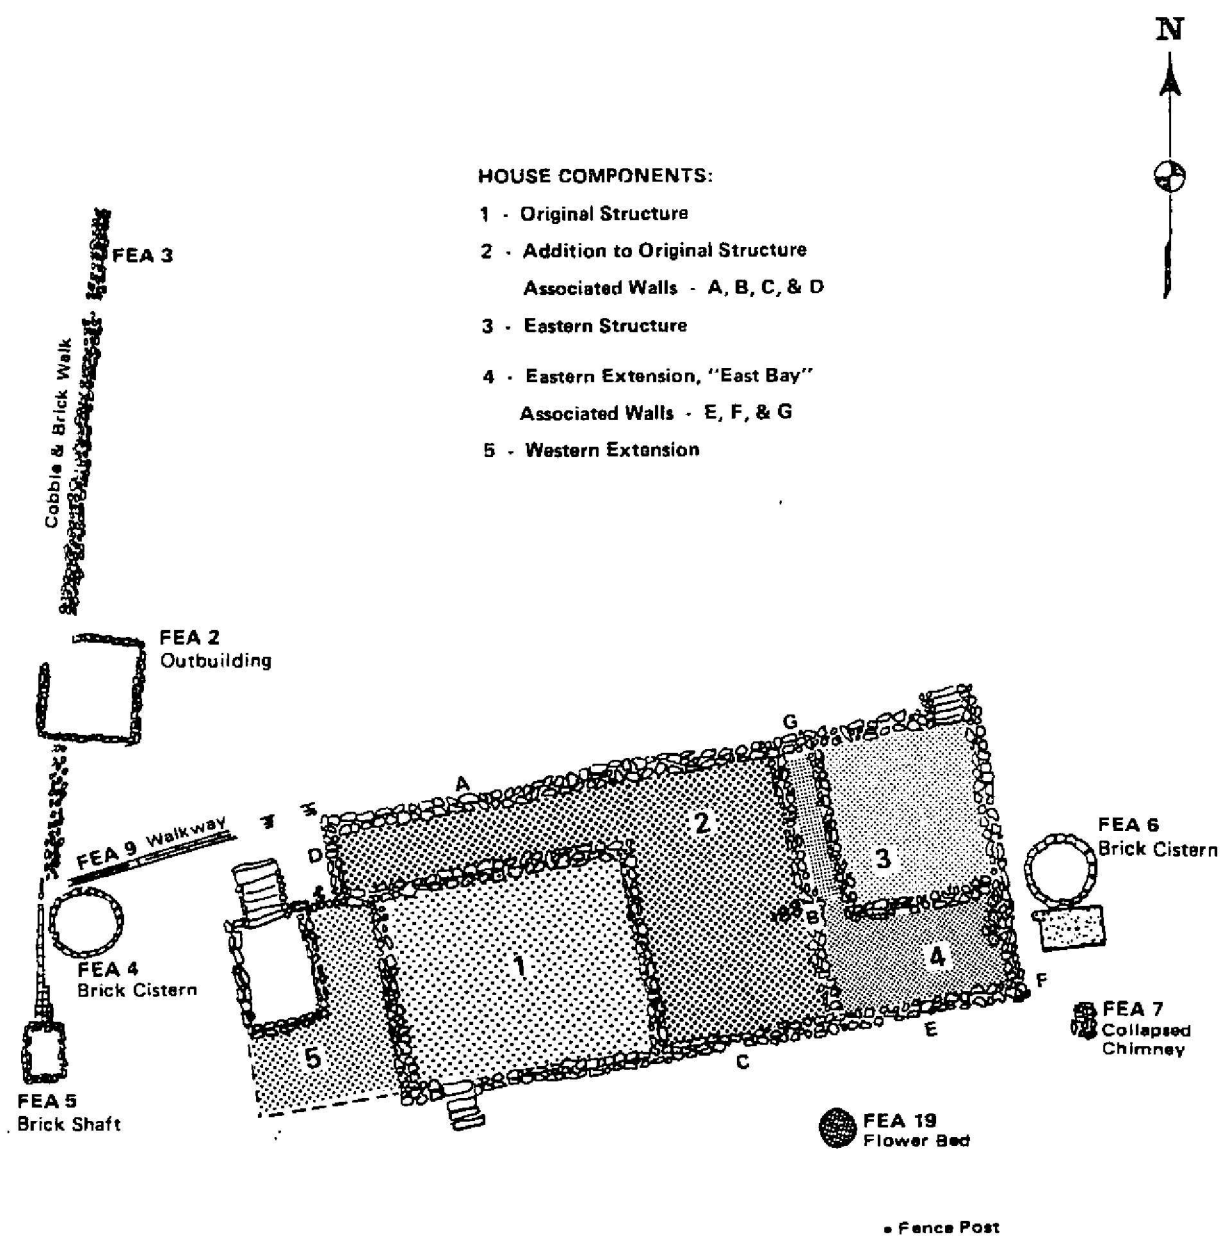 N
HOUSE COMPONENTS:
1 - Original Structure
2 - Addition to Original Structure
Associated Walls - A, B, C, & D
3 - Eastern Structure
4 - Eastern Extension, "East Bay"
Associated Walls - E, F, & G
5 - Western Extension
FEA 3
Cobble & Brick Walk
FEA 2
Outbuilding
G
A
2
FEA 9 Walkway
D
3
FEA 6
Brick Cistern
B
FEA 4
Brick Cistern
1
4
F
5
C
E
FEA 7
Collapsed
Chimney
FEA 5
Brick Shaft
FEA 19
Flower Bed
Fence Post